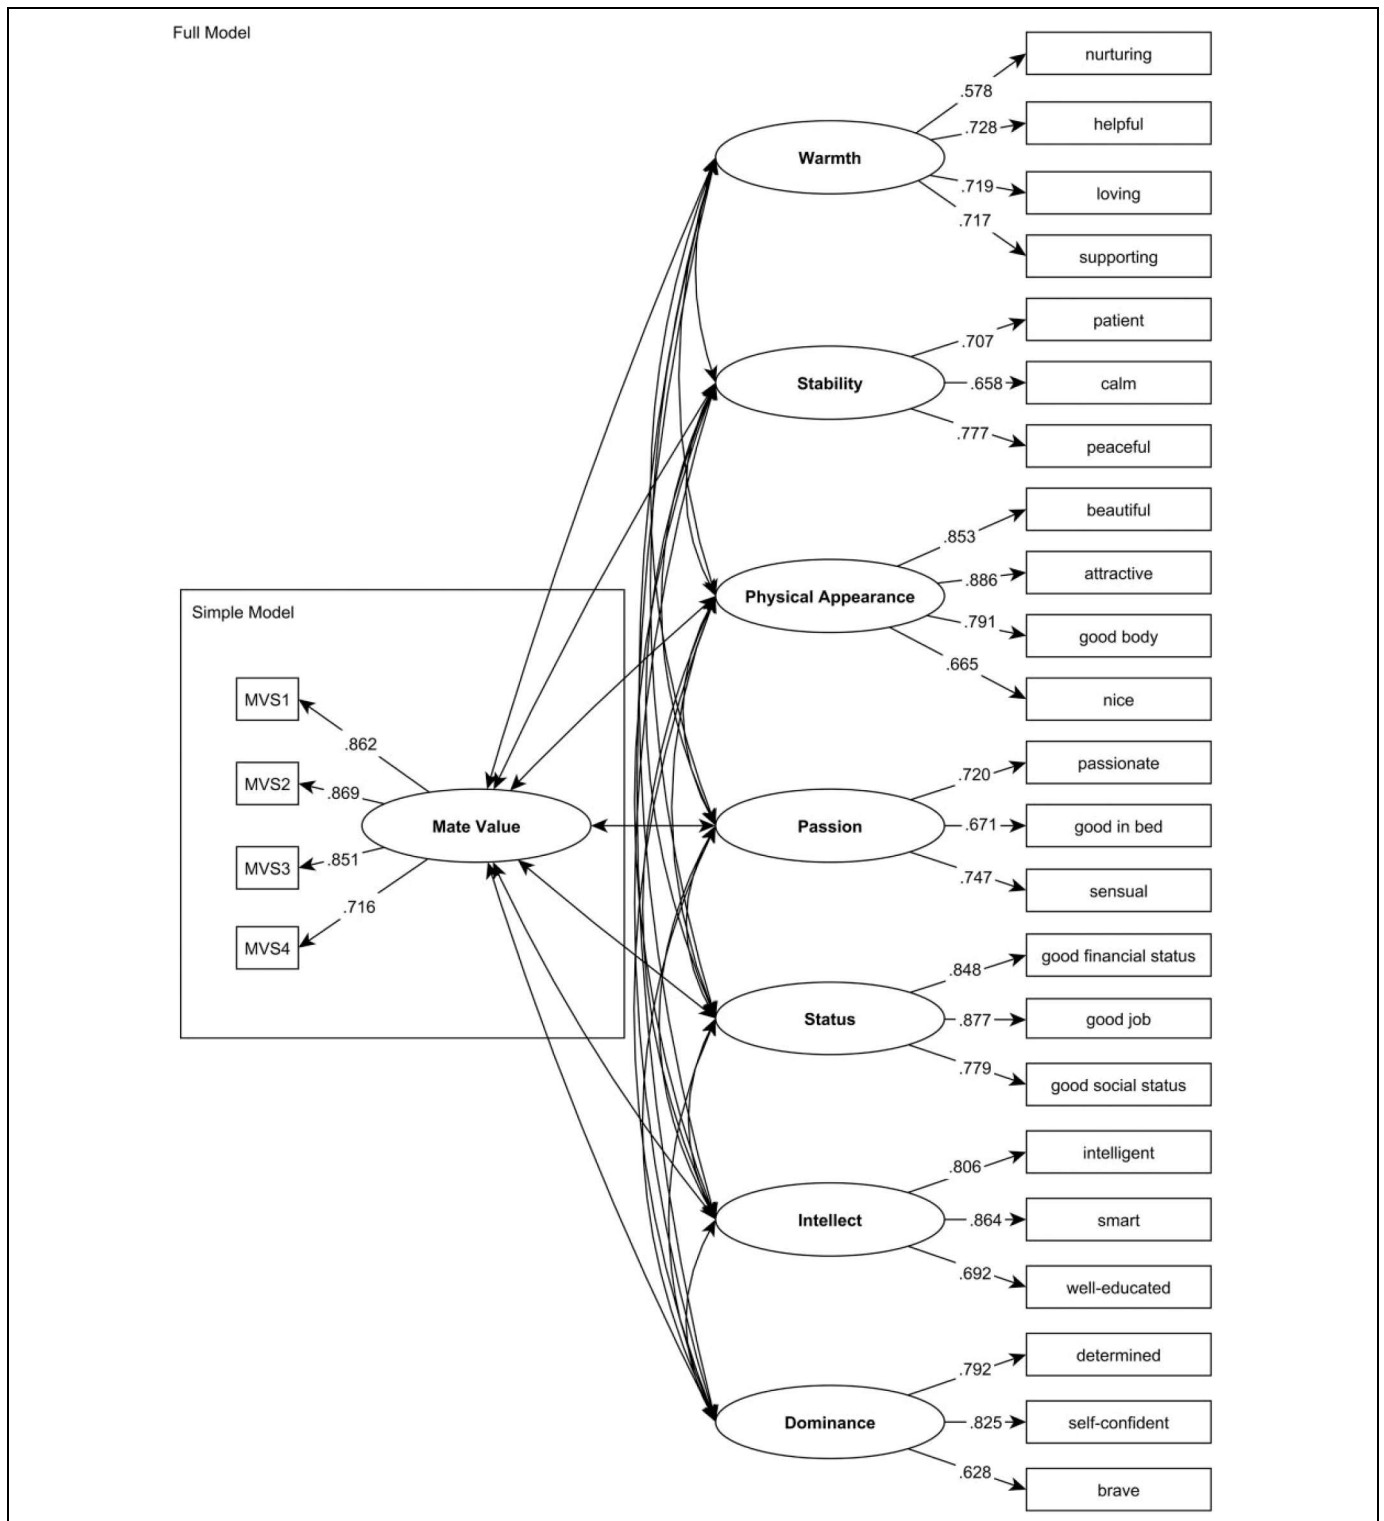 Full Model
nurturing
.578
helpful
.728
Warmth
.719
loving
.717
supporting
patient
.707
Stability
.658
calm
.777
peaceful
beautiful
.853
attractive
.886
Physical Appearance
.791
good body
.665
nice
Simple Model
MVS1
.862
MVS2
.869
Mate Value
MVS3
.851
.716
MVS4
passionate
.720
Passion
.671
good in bed
.747
sensual
good financial status
.848
Status
.877
good job
.779
good social status
intelligent
.806
Intellect
.864
smart
.692
well-educated
determined
.792
Dominance
.825
self-confident
.628
brave